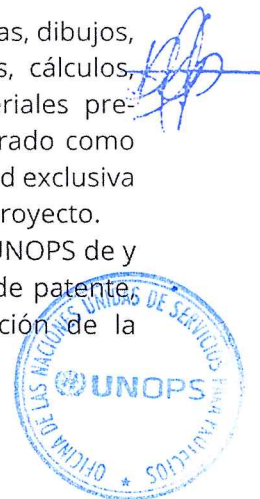 as, dibujos,
s, cálculos,
eriales pre-
rado como
d exclusiva
royecto.
UNOPS de y
de patente,
ción de la
OFICINA DE LAS NACIONES UNIDAS DE SERVICIOS PARA PROYECTOS
UNOPS
*